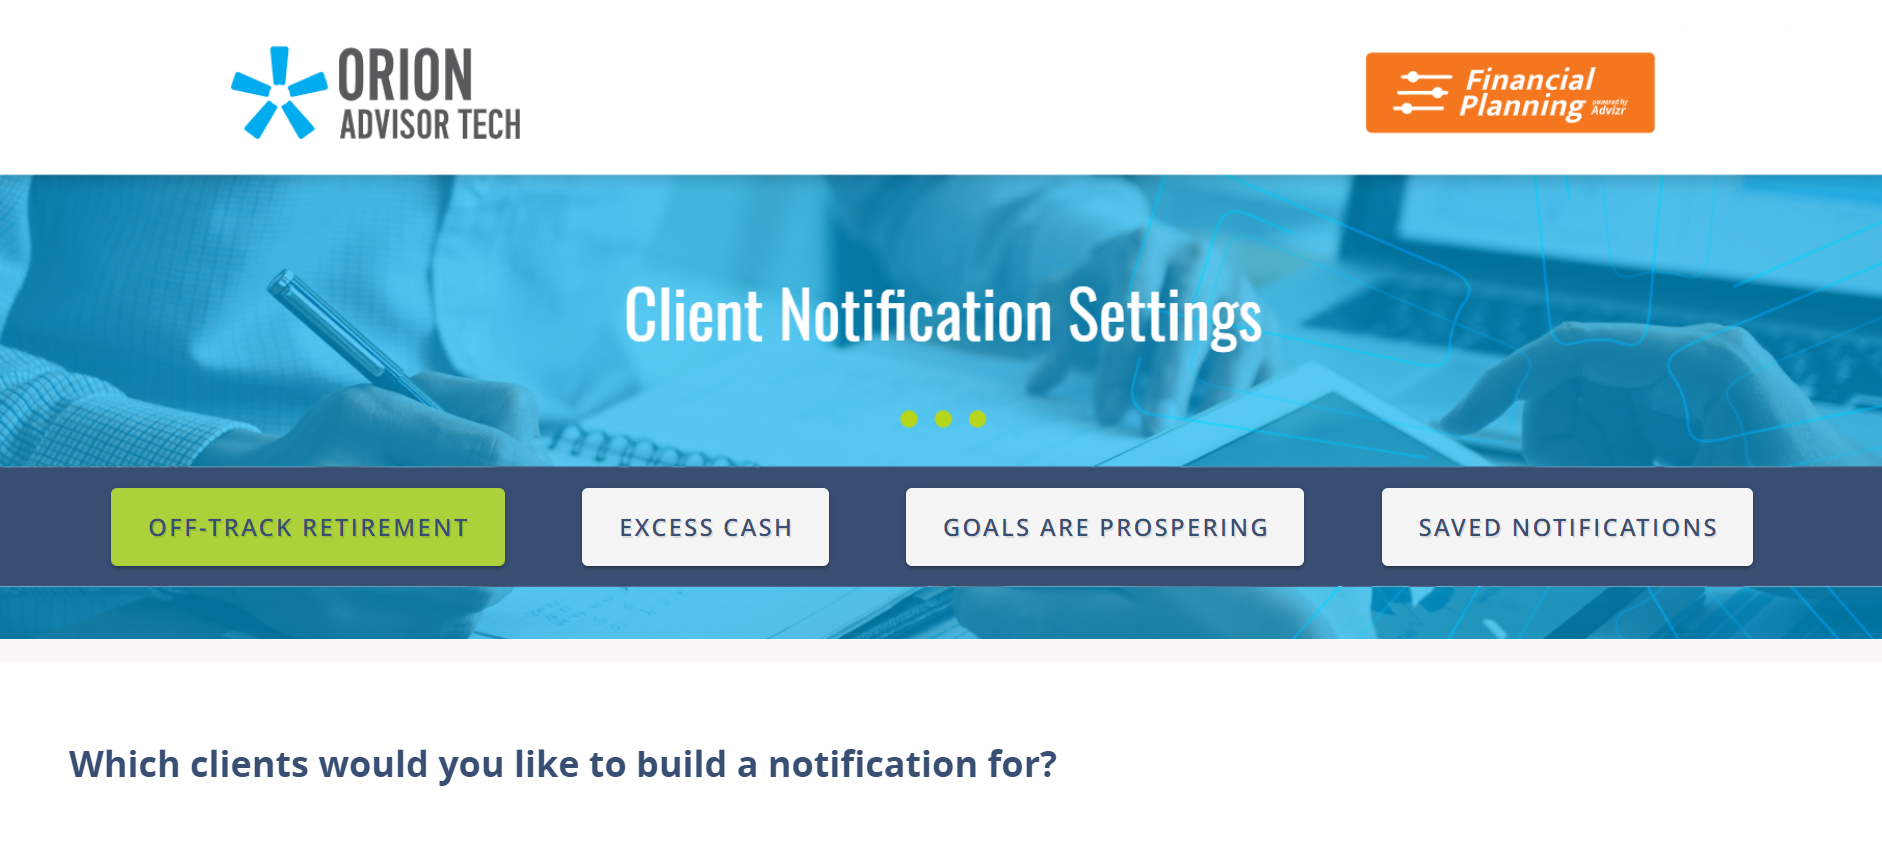 ORION
ADVISOR TECH
Financial
Planning powered by
Advizr
Client Notification Settings
OFF-TRACK RETIREMENT
EXCESS CASH
GOALS ARE PROSPERING
SAVED NOTIFICATIONS
Which clients would you like to build a notification for?